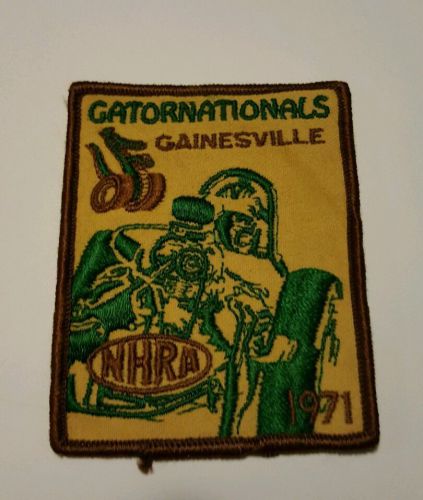 GATORNATIONALS
GAINESVILLE
NHRA
1971